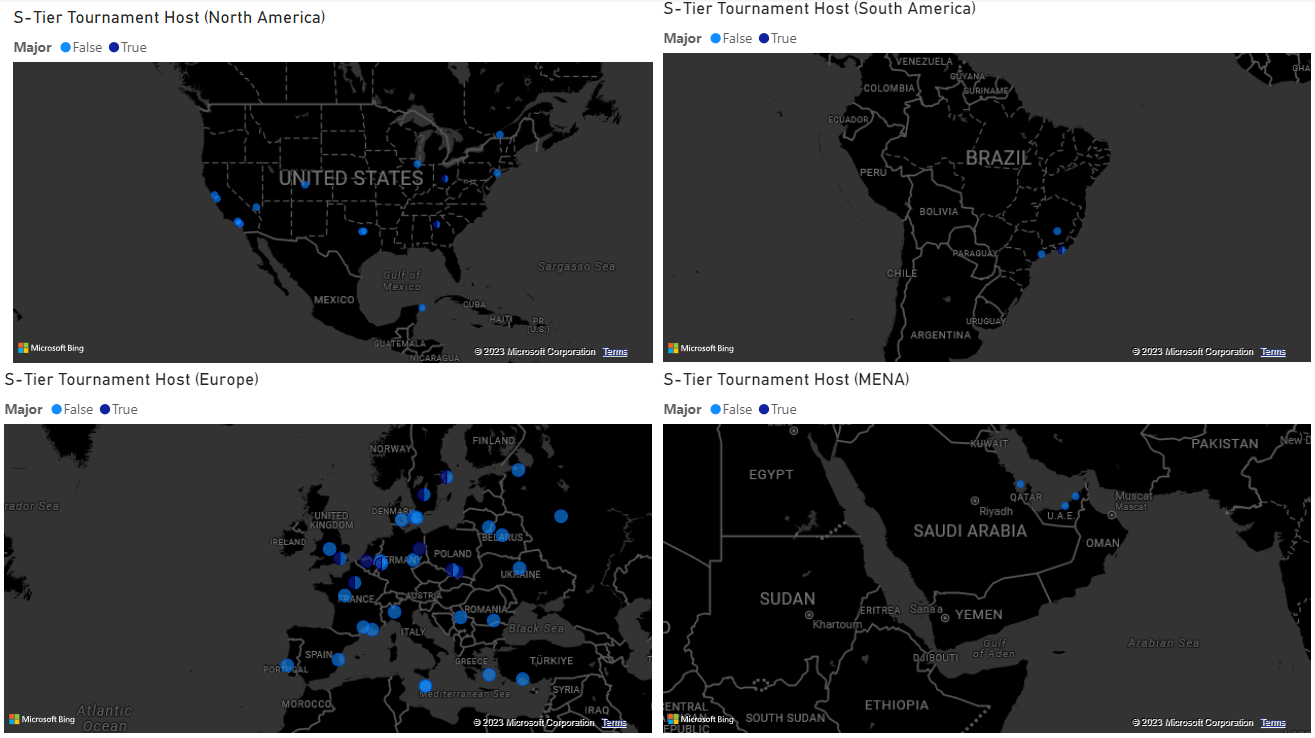 S-Tier Tournament Host (North America)
Major False True
UNITED STATES
Sargasso Sea
Gulf of
Mexico
MEXICO
CUBA
HAITI
PR
(U.S.)
GUATEMALA
NICARAGUA
Microsoft Bing
© 2023 Microsoft Corporation Terms
S-Tier Tournament Host (South America)
Major False True
VENEZUELA
GUYANA
SURINAME
COLOMBIA
GHA
ECUADOR
BRAZIL
PERU
BOLIVIA
PARAGUAY
CHILE
URUGUAY
ARGENTINA
Microsoft Bing
© 2023 Microsoft Corporation Terms
S-Tier Tournament Host (Europe)
Major False True
FINLAND
NORWAY
rador Sea
UNITED
KINGDOM
DENMARK
IRELAND
BELARUS
GERMANY
POLAND
UKRAINE
FRANCE
AUSTRIA
ROMANIA
ITALY
Black Sea
SPAIN
PORTUGAL
GREECE
TÜRKIYE
Mediterranean Sea
SYRIA
MOROCCO
IRAQ
Atlantic
Ocean
Microsoft Bing
© 2023 Microsoft Corporation Terms
S-Tier Tournament Host (MENA)
Major False True
KUWAIT
PAKISTAN
New D
EGYPT
QATAR
Riyadh
U.A.E.
Muscat
Mascat
SAUDI ARABIA
OMAN
SUDAN
ERITREA
Sana'a
YEMEN
Khartoum
Arabian Sea
Gulf
of Aden
DJIBOUTI
ETHIOPIA
CENTRAL
SOUTH SUDAN
EPUBLIC
Microsoft Bing
© 2023 Microsoft Corporation Terms